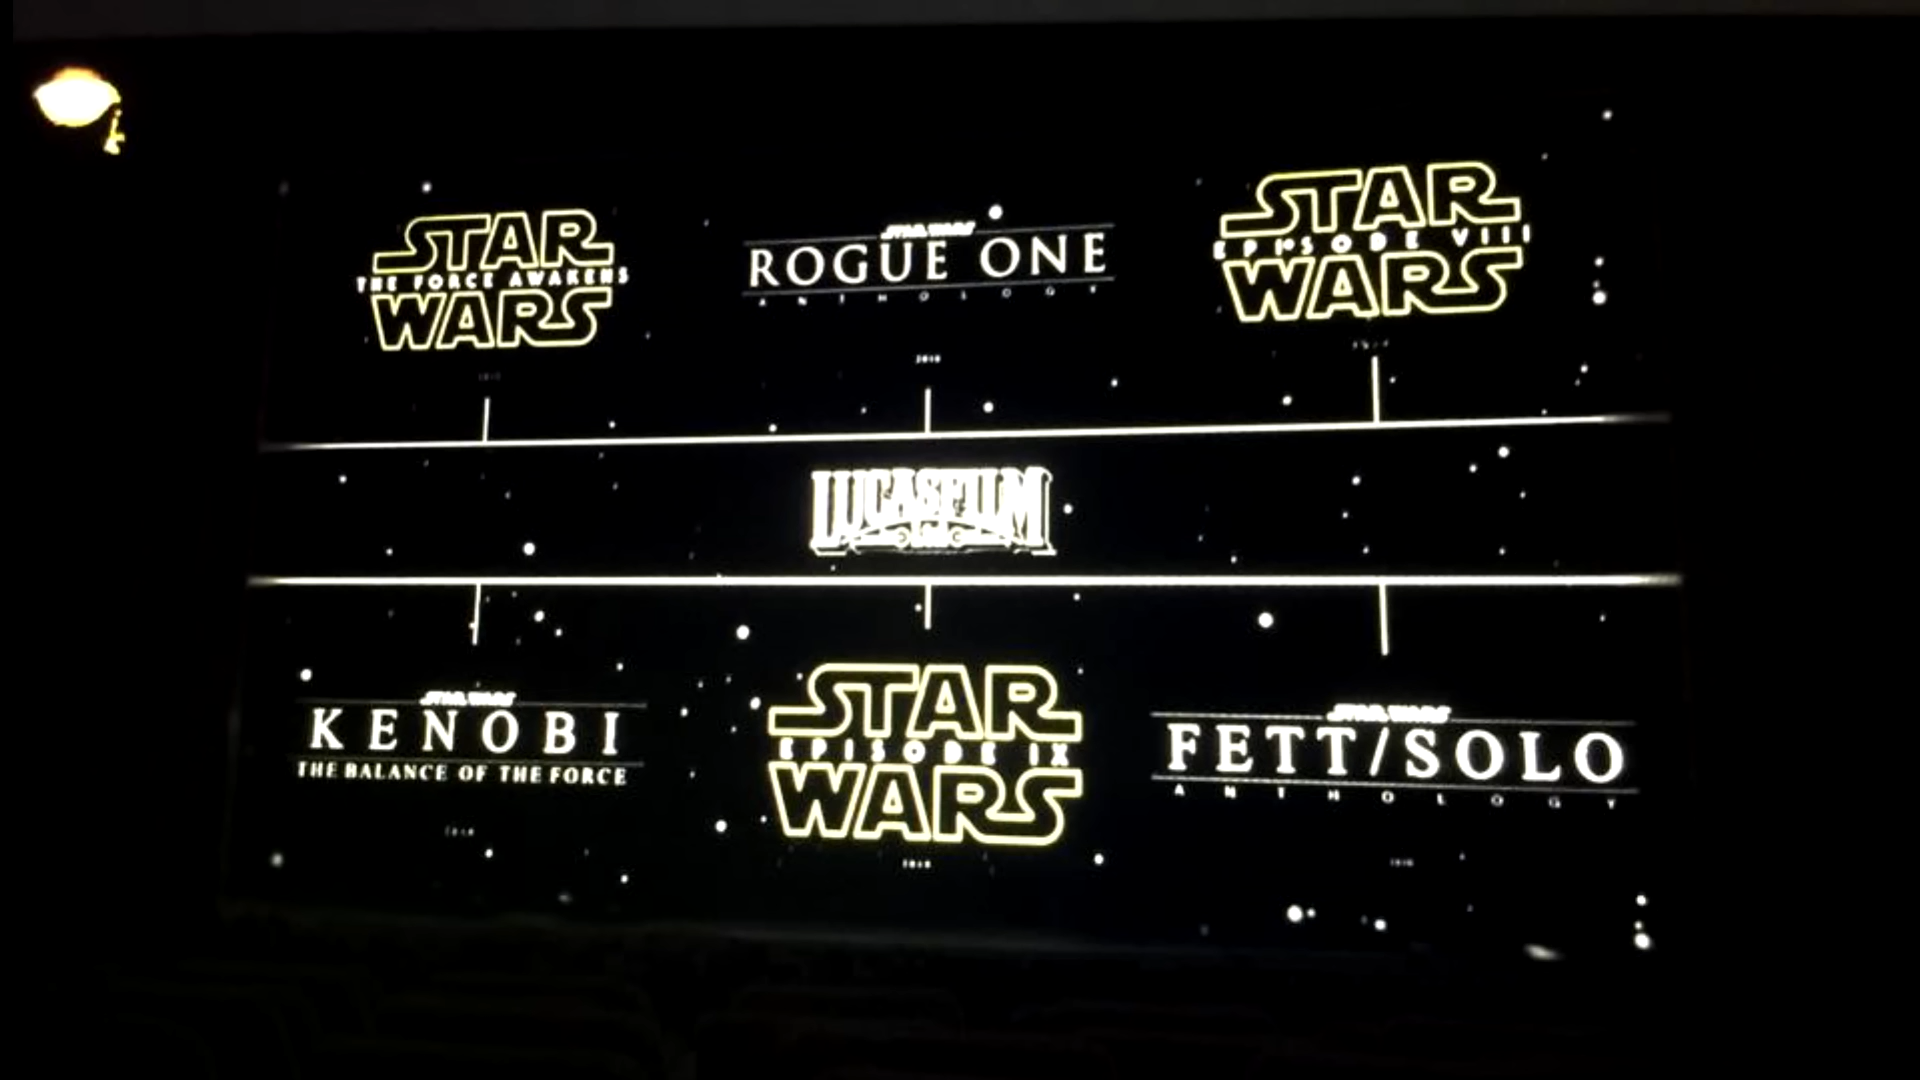 STAR
THE FORCE AWAKENS
WARS
STAR WARS
ROGUE ONE
ANTHOLOGY
2016
STAR
EPISODE VIII
WARS
LUCASFILM
STAR WARS
KENOBI
THE BALANCE OF THE FORCE
STAR
EPISODE IX
WARS
STAR WARS
FETT/SOLO
ANTHOLOGY